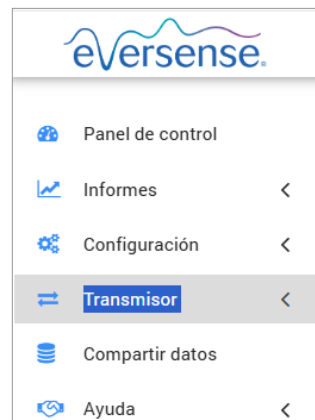 eversense.
Panel de control
Informes
Configuración
Transmisor
Compartir datos
Ayuda